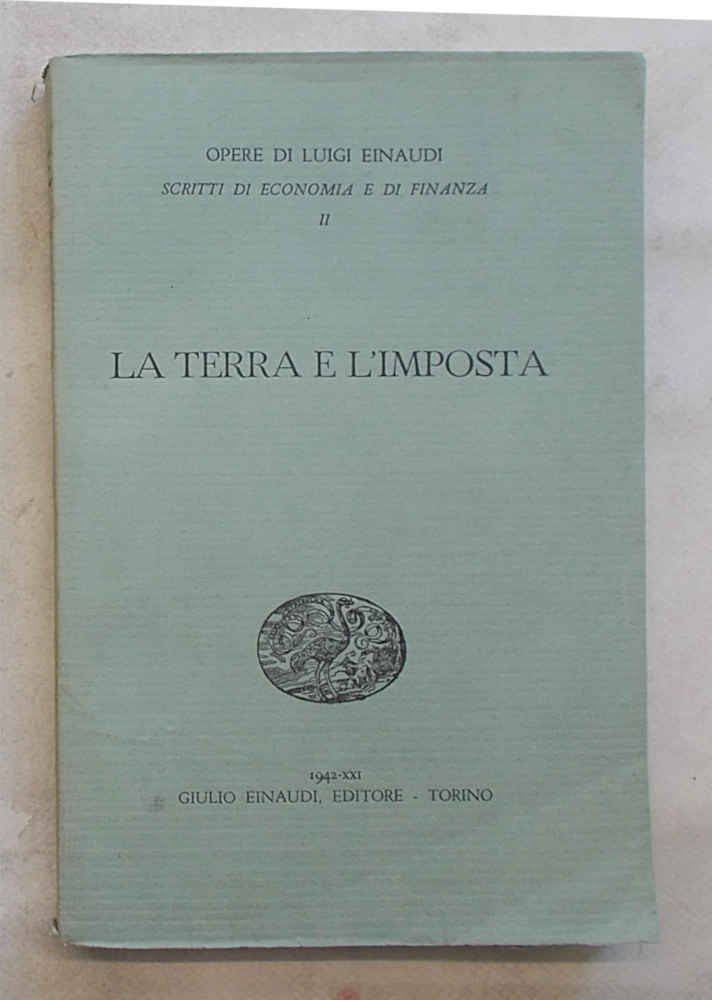 OPERE DI LUIGI EINAUDI
SCRITTI DI ECONOMIA E DI FINANZA
II
LA TERRA E L'IMPOSTA
1942-XXI
GIULIO EINAUDI, EDITORE - TORINO